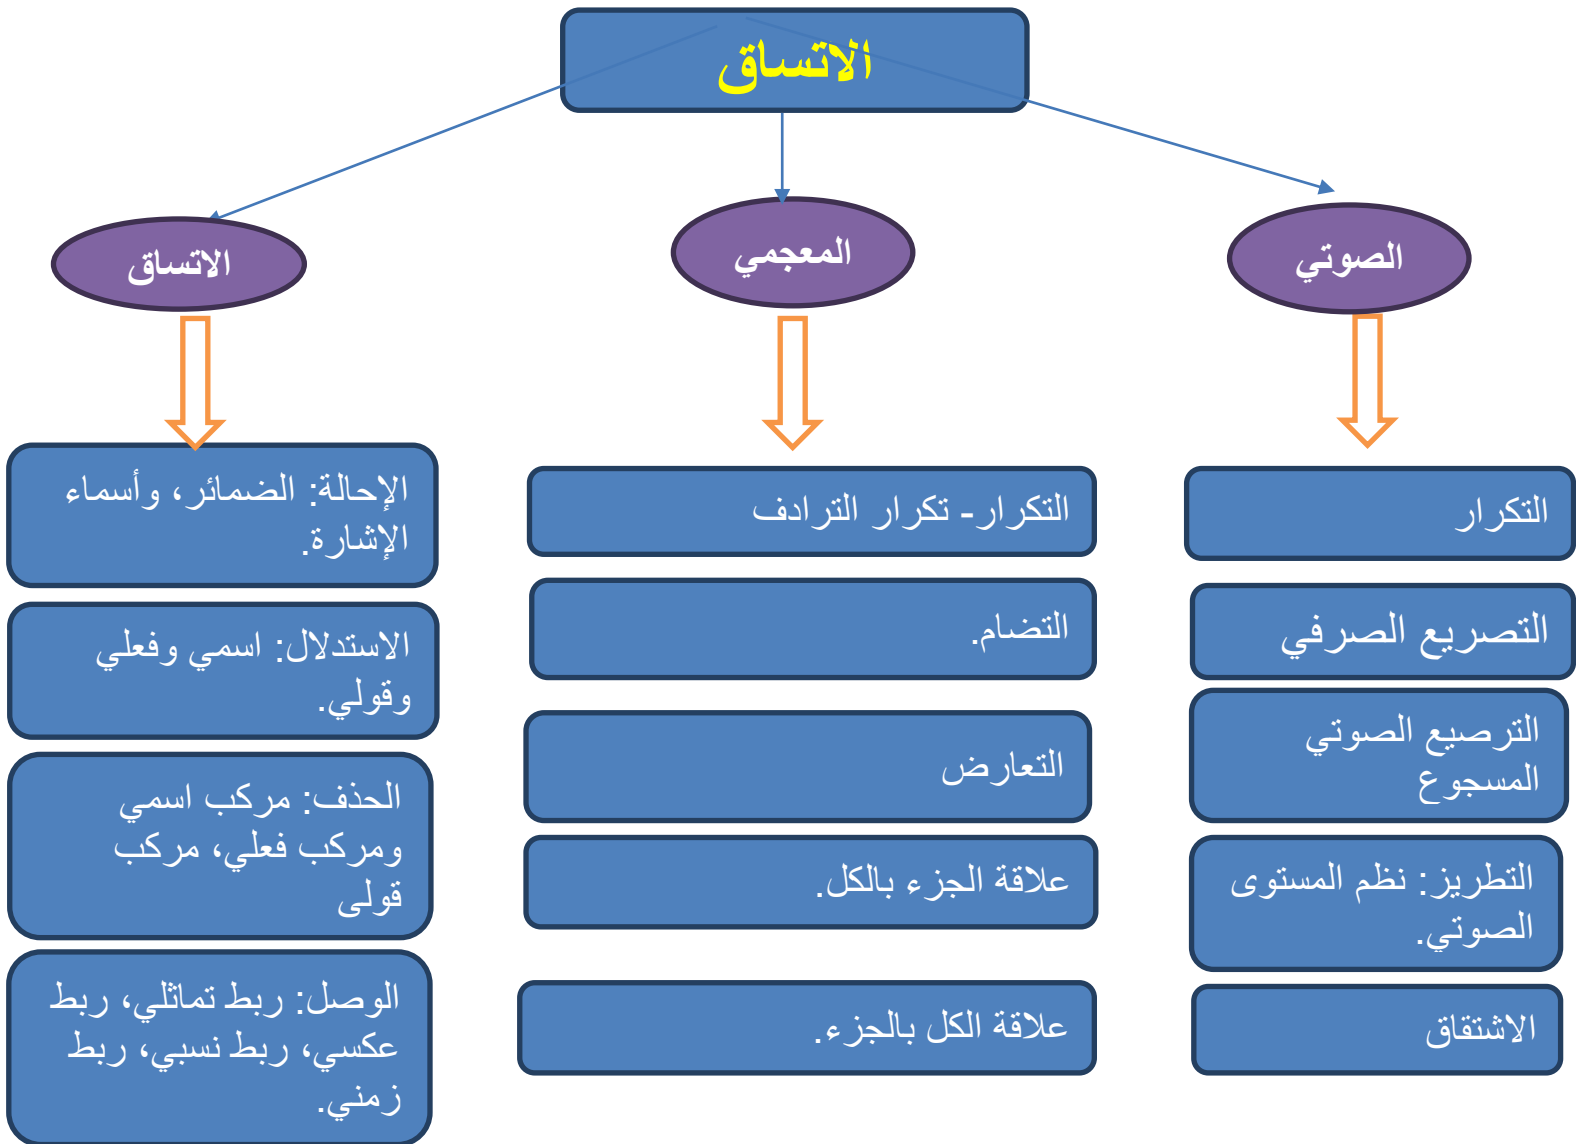 الاتساق
الصوتي
المعجمي
الاتساق
التكرار
التصريع الصرفي
الترصيع الصوتي
المسجوع
التطريز: نظم المستوى
الصوتي.
الاشتقاق
التكرار- تكرار الترادف
التضام.
التعارض
علاقة الجزء بالكل.
علاقة الكل بالجزء.
الإحالة: الضمائر، وأسماء
الإشارة.
الاستدلال: اسمي وفعلي
وقولي.
الحذف: مركب اسمي
ومركب فعلي، مركب
قولى
الوصل: ربط تماثلي، ربط
عكسي، ربط نسبي، ربط
زمني.